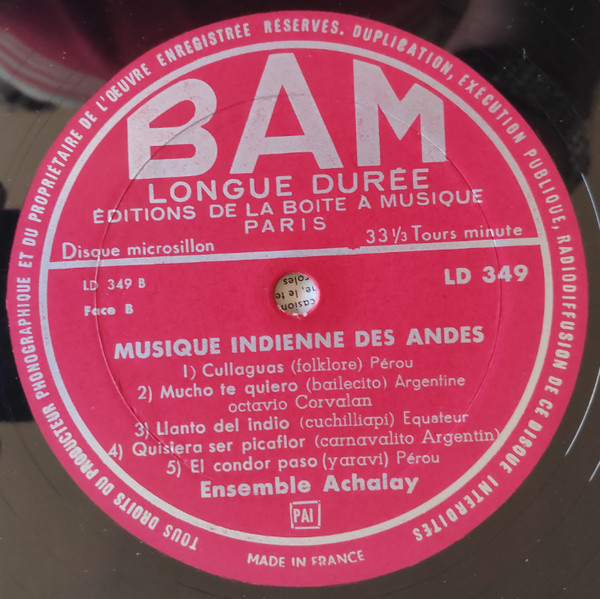 TOUS DROITS DU PRODUCTEUR PHONOGRAPHIQUE ET DU PROPRIÉTAIRE DE L'ŒUVRE ENREGISTREE RÉSERVES. DUPLICATION, EXÉCUTION PUBLIQUE, RADIODIFFUSION DE CE DISQUE INTERDITES
BAM
LONGUE DURÉE
ÉDITIONS DE LA BOITE A MUSIQUE
PARIS
Disque microsillon 33 1/3 Tours minute
LD 349 B LD 349
Face B
MUSIQUE INDIENNE DES ANDES
1) Cullaguas (folklore) Pérou
2) Mucho te quiero (bailecito) Argentine
octavio Corvalan
3) Llanto del indio (cuchilliapi) Equateur
4) Quisiera ser picaflor (carnavalito Argentin)
5) El condor paso (yaravi) Pérou
Ensemble Achalay
PAI
MADE IN FRANCE